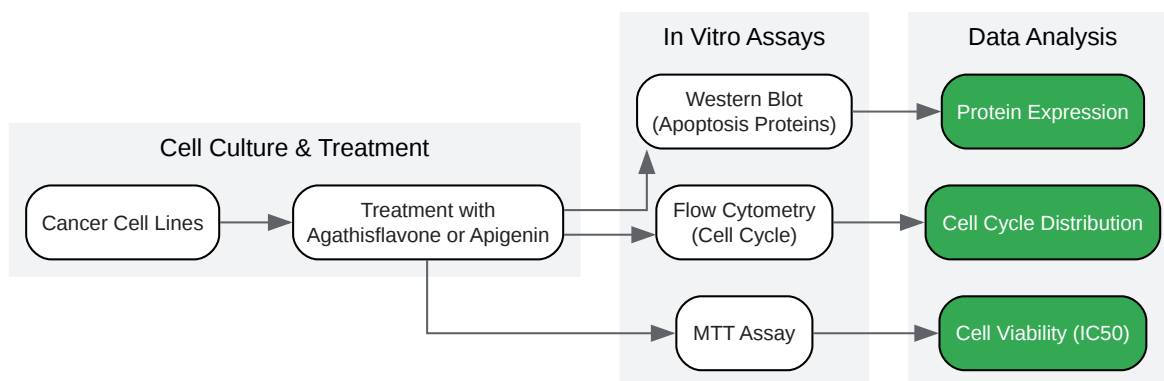 Cell Culture & Treatment
Cancer Cell Lines
Treatment with
Agathisflavone or Apigenin
In Vitro Assays
Western Blot
(Apoptosis Proteins)
Flow Cytometry
(Cell Cycle)
MTT Assay
Data Analysis
Protein Expression
Cell Cycle Distribution
Cell Viability (IC50)